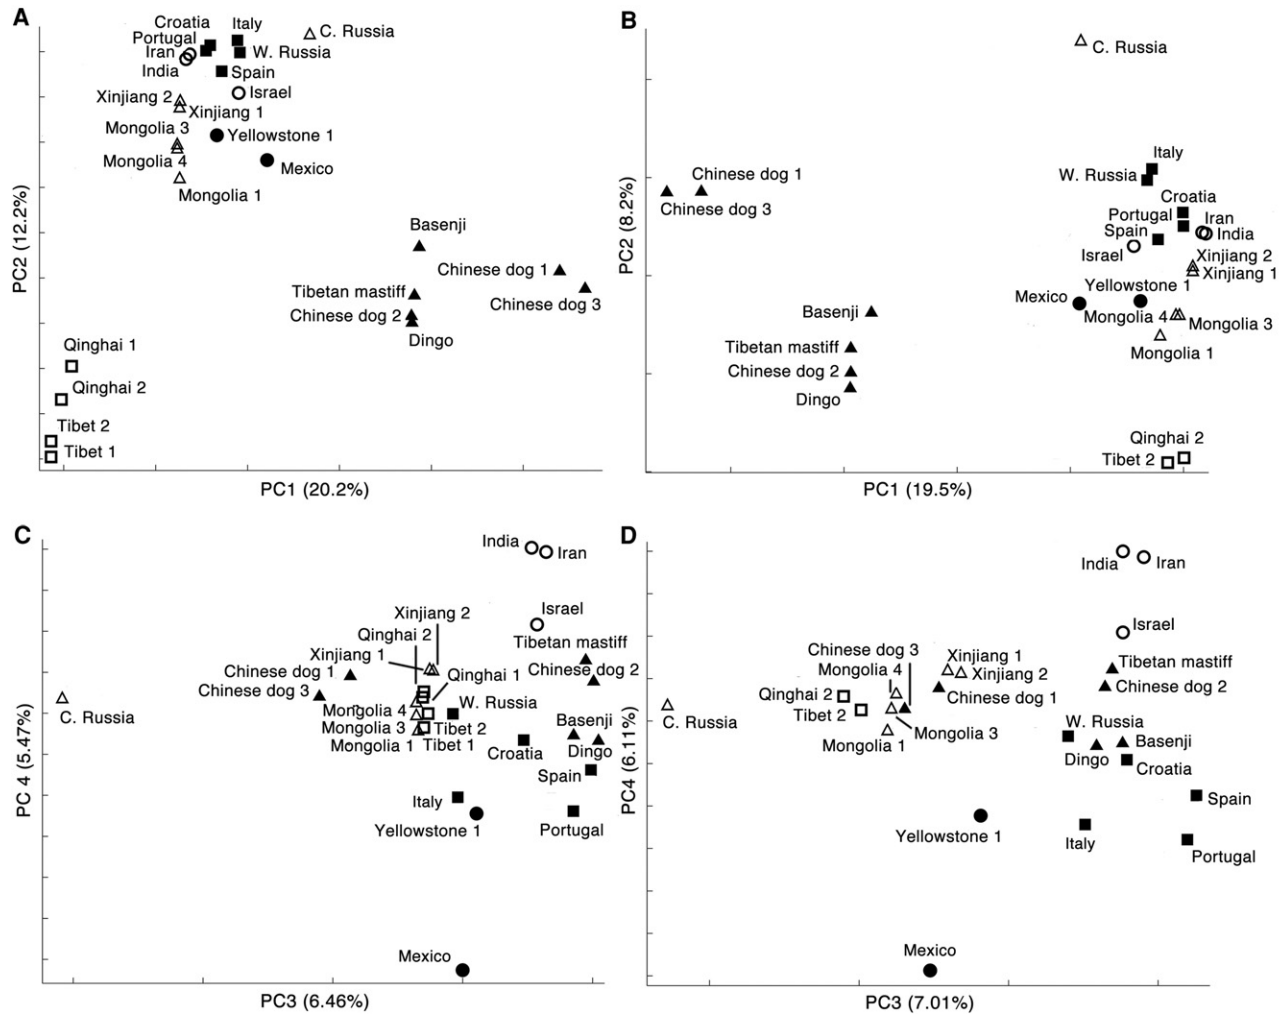 A
Croatia
Italy
Portugal
C. Russia
Iran
W. Russia
India
Spain
Israel
Xinjiang 2
Xinjiang 1
Mongolia 3
Yellowstone 1
Mongolia 4
Mexico
Mongolia 1
Basenji
Chinese dog 1
Tibetan mastiff
Chinese dog 3
Chinese dog 2
Dingo
Qinghai 1
Qinghai 2
Tibet 2
Tibet 1
PC2 (12.2%)
PC1 (20.2%)
B
C. Russia
Italy
W. Russia
Chinese dog 1
Chinese dog 3
Croatia
Portugal
Iran
Spain
India
Israel
Xinjiang 2
Xinjiang 1
Yellowstone 1
Mexico
Mongolia 4
Mongolia 3
Mongolia 1
Basenji
Tibetan mastiff
Chinese dog 2
Dingo
Qinghai 2
Tibet 2
PC2 (8.2%)
PC1 (19.5%)
C
India
Iran
Israel
Xinjiang 2
Qinghai 2
Tibetan mastiff
Xinjiang 1
Chinese dog 1
Qinghai 1
Chinese dog 2
Chinese dog 3
C. Russia
Mongolia 4
W. Russia
Mongolia 3
Tibet 2
Basenji
Mongolia 1
Tibet 1
Dingo
Croatia
Spain
Italy
Yellowstone 1
Portugal
Mexico
PC 4 (5.47%)
PC3 (6.46%)
D
India
Iran
Israel
Chinese dog 3
Xinjiang 1
Mongolia 4
Xinjiang 2
Tibetan mastiff
Qinghai 2
Chinese dog 1
Chinese dog 2
C. Russia
Tibet 2
Mongolia 3
W. Russia
Mongolia 1
Dingo
Basenji
Croatia
Spain
Yellowstone 1
Italy
Portugal
Mexico
PC4 (6.11%)
PC3 (7.01%)